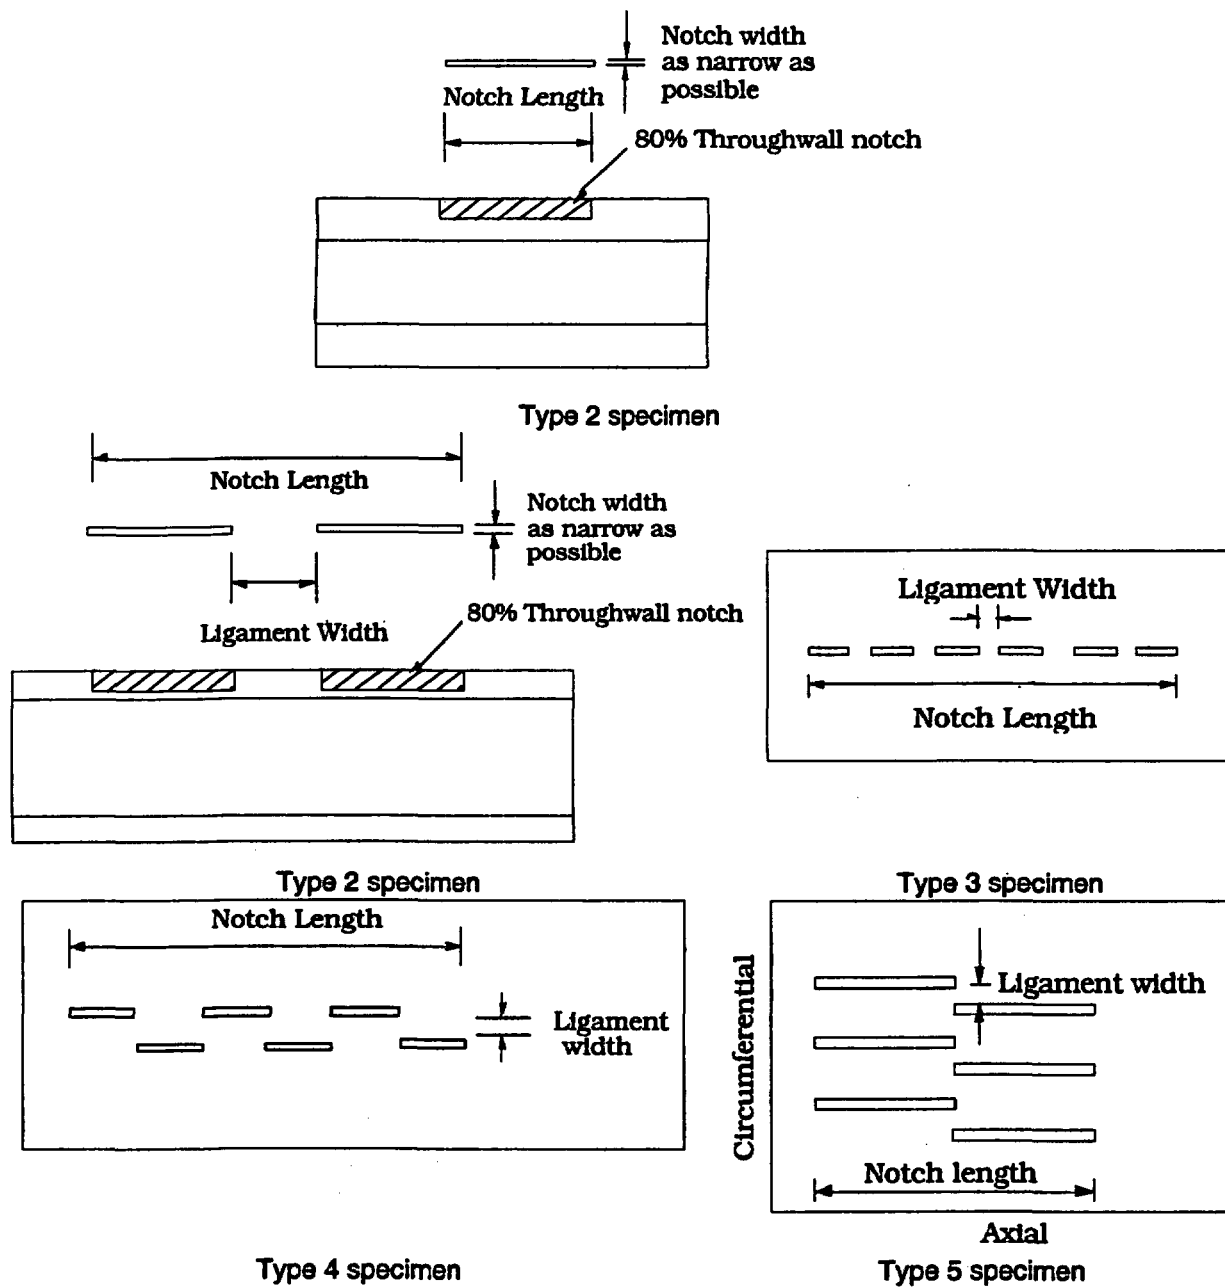 Notch width
as narrow as
possible
Notch Length
80% Throughwall notch
Type 2 specimen
Notch Length
Notch width
as narrow as
possible
Ligament Width
80% Throughwall notch
Type 2 specimen
Ligament Width
Notch Length
Type 3 specimen
Notch Length
Ligament
width
Type 4 specimen
Circumferential
Ligament width
Notch length
Axial
Type 5 specimen